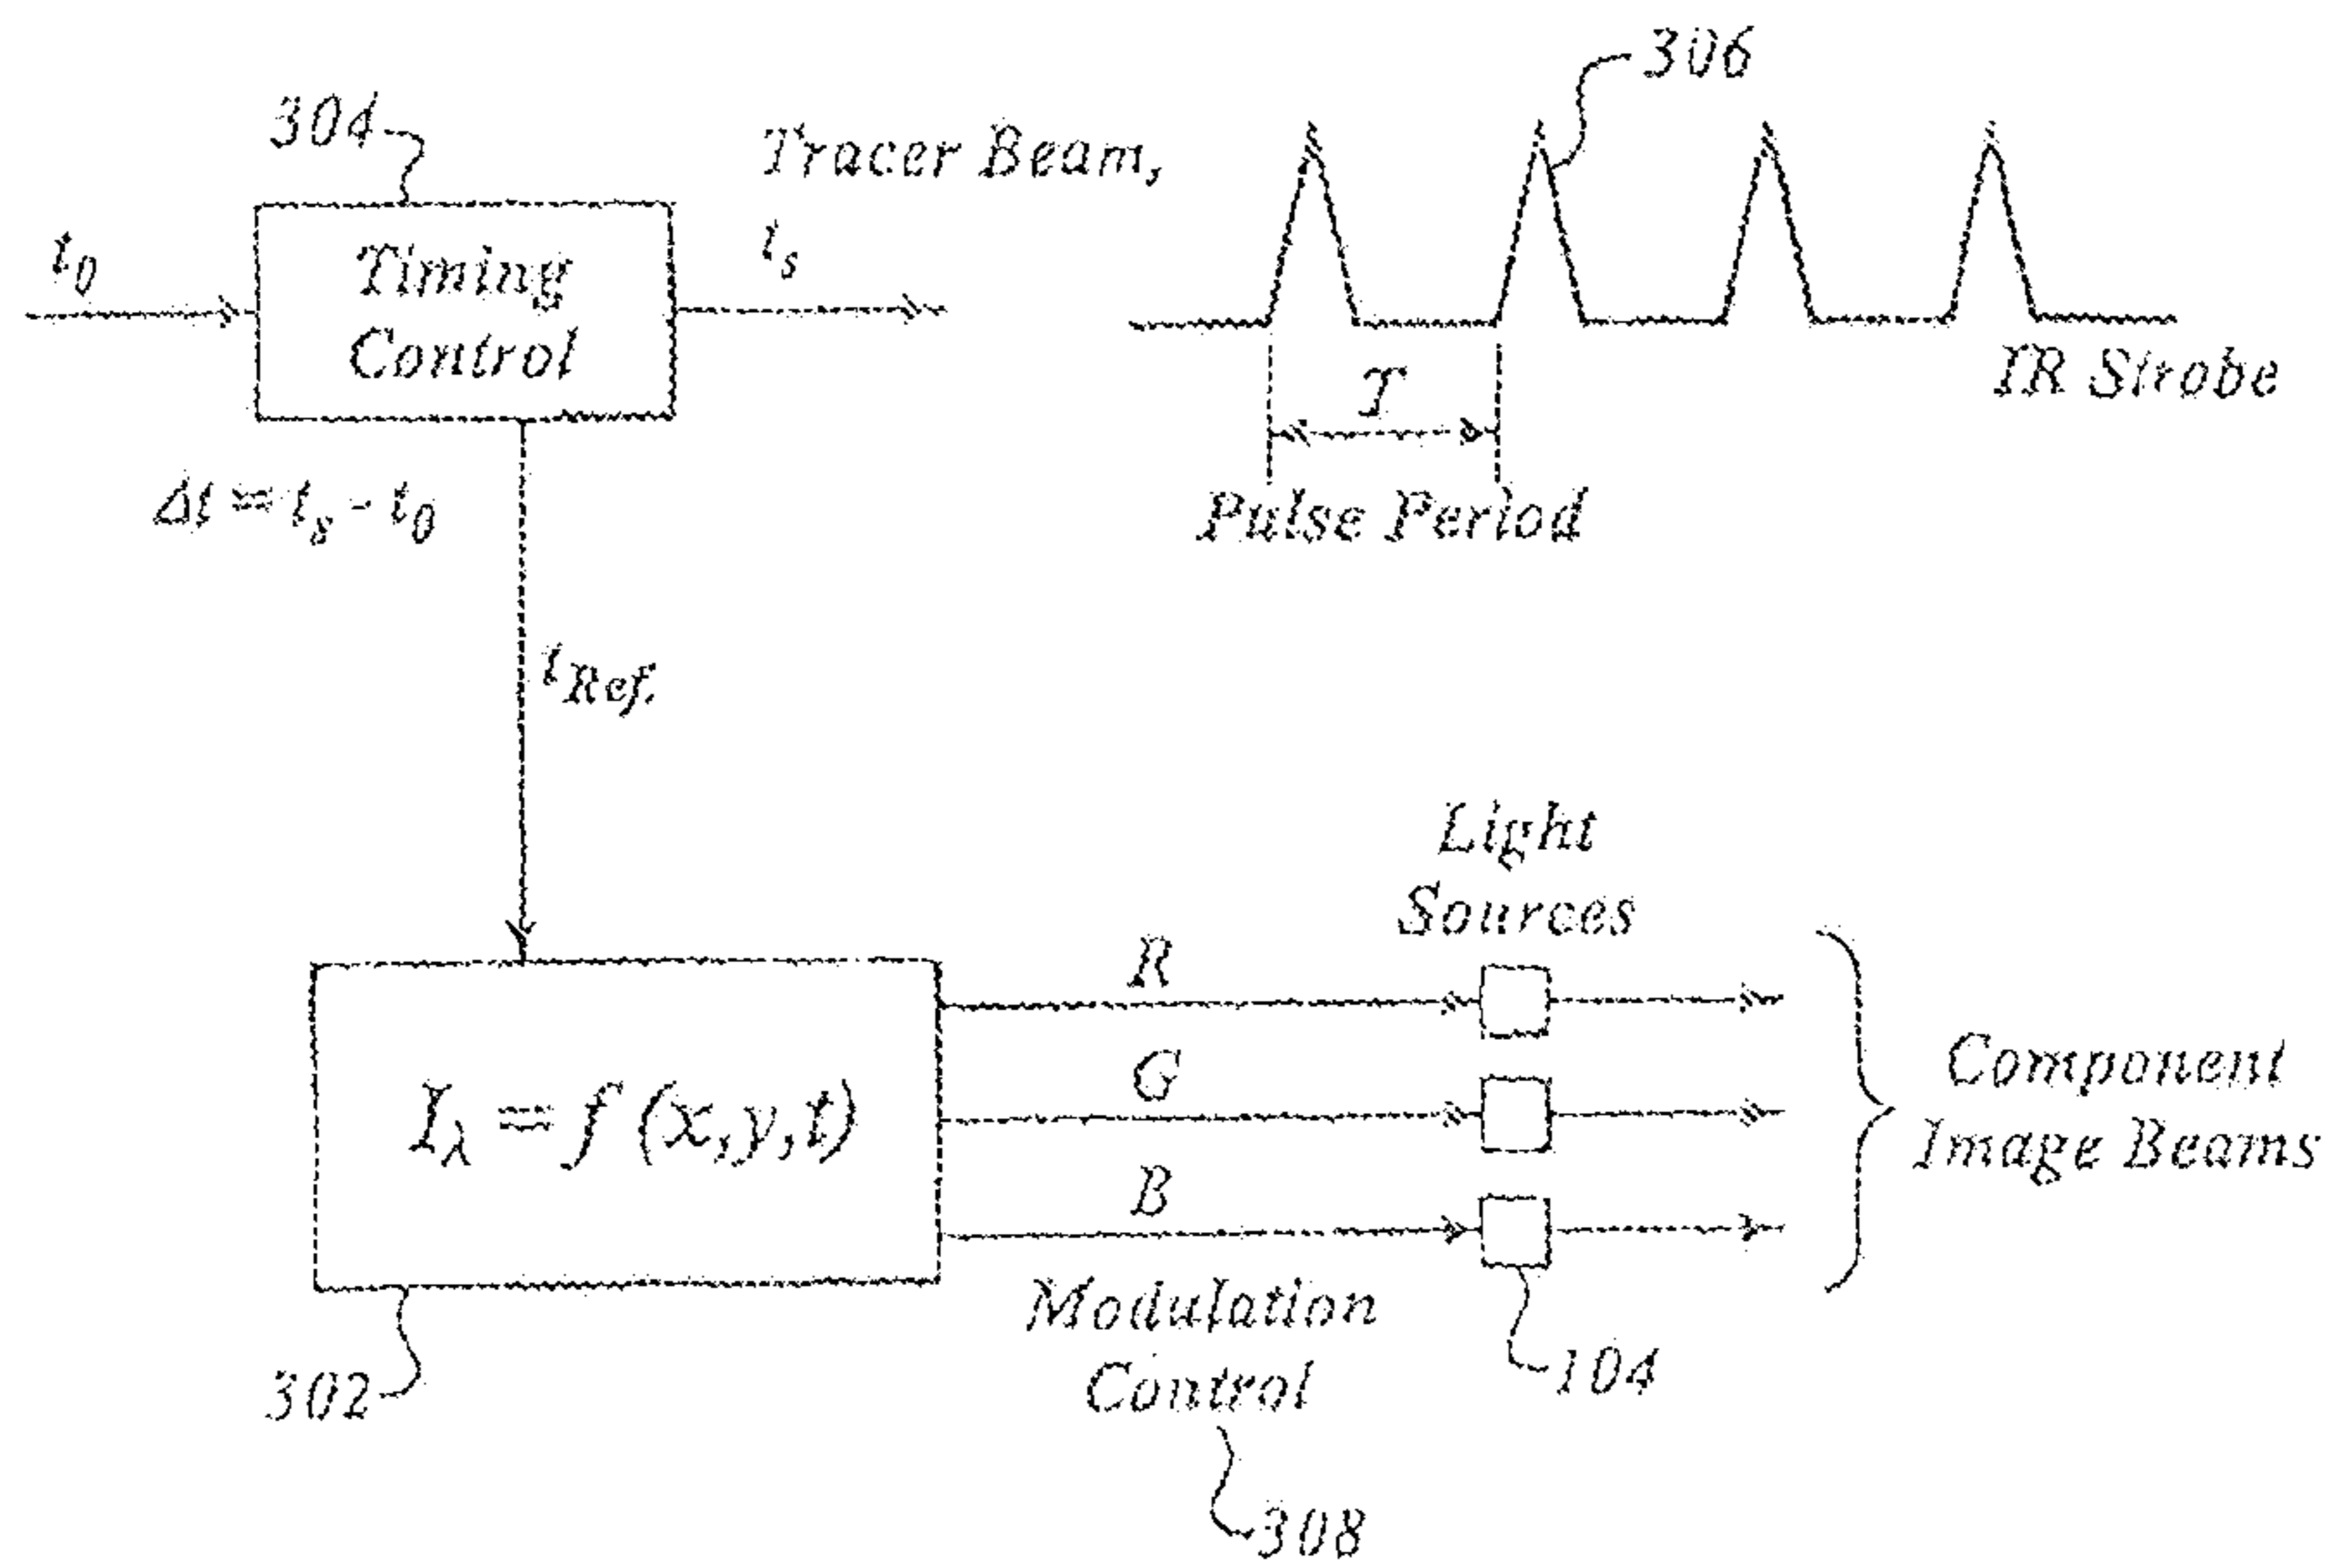 306
304
Tracer Beam,
t₀
Timing
Control
tₛ
IR Strobe
T
Pulse Period
Δt = tₛ - t₀
tRef.
Light
Sources
R
G
B
I_λ = f (x,y,t)
Component
Image Beams
Modulation
Control
104
302
308